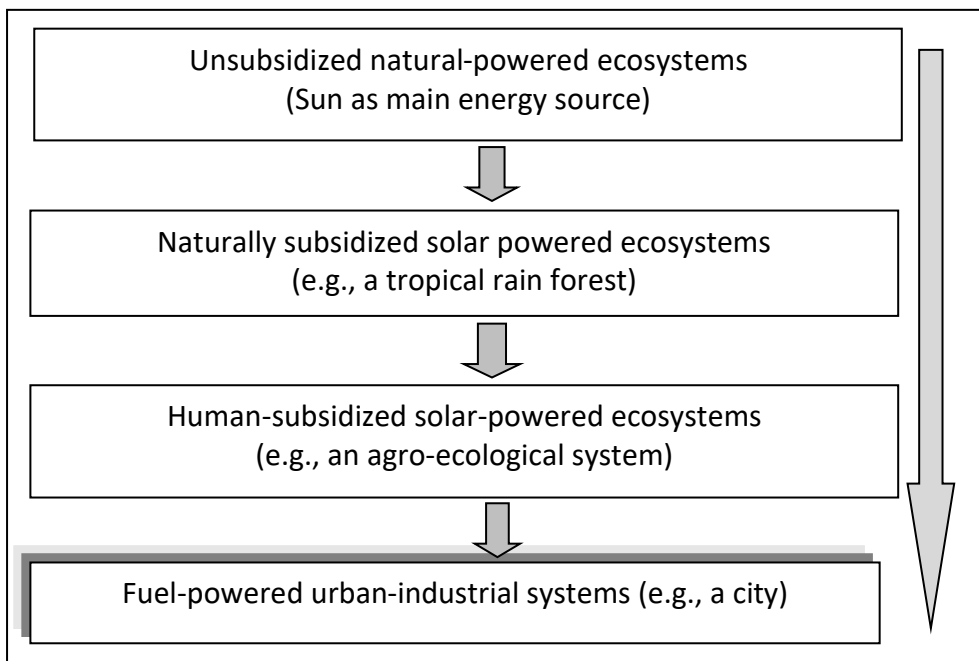 Unsubsidized natural-powered ecosystems
(Sun as main energy source)
Naturally subsidized solar powered ecosystems
(e.g., a tropical rain forest)
Human-subsidized solar-powered ecosystems
(e.g., an agro-ecological system)
Fuel-powered urban-industrial systems (e.g., a city)